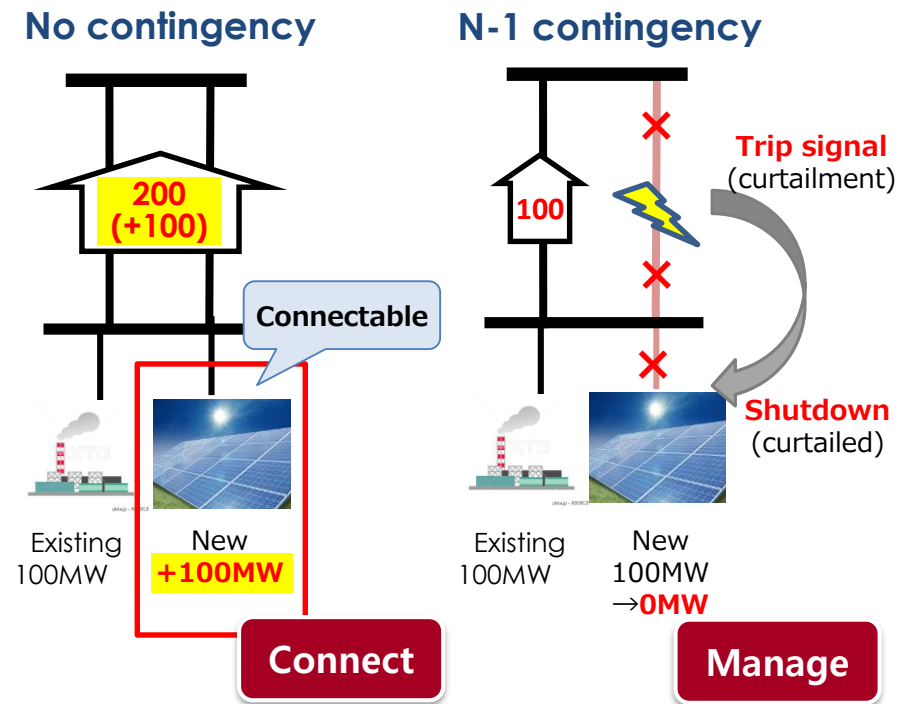 No contingency
200
(+100)
Connectable
Existing
100MW
New
+100MW
Connect
N-1 contingency
100
Trip signal
(curtailment)
Shutdown
(curtailed)
Existing
100MW
New
100MW
→0MW
Manage